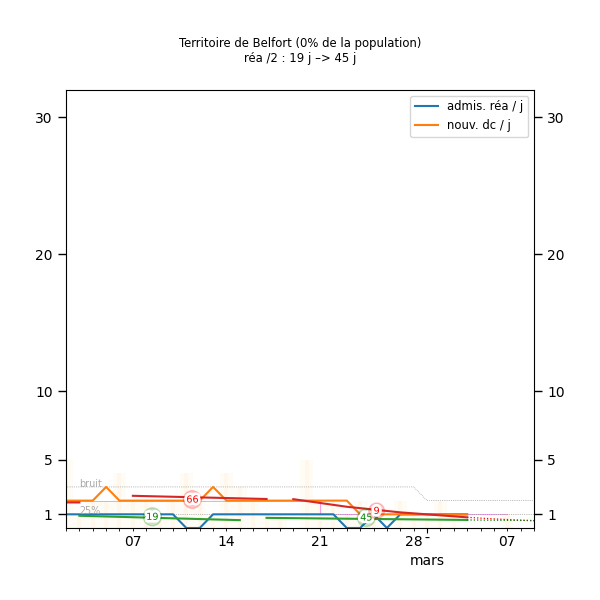 Territoire de Belfort (0% de la population)
réa /2 : 19 j –> 45 j
admis. réa / j
nouv. dc / j
30 30
20 20
10 10
5 5
bruit
66
25%
9
1 19 45 1
07 14 21 28 07
mars